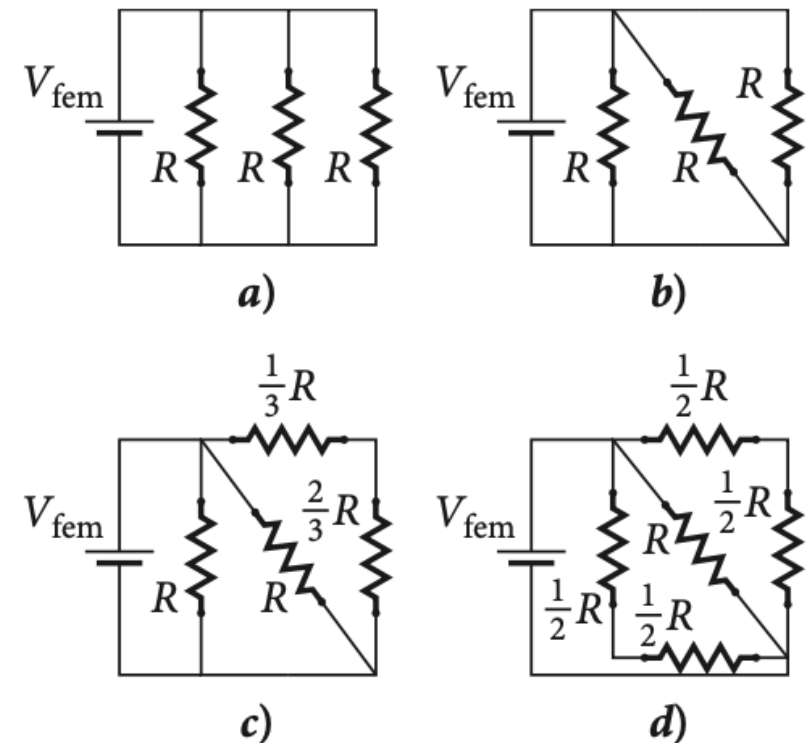 V_fem R R R
a)
V_fem R R R
b)
V_fem R R 1/3 R 2/3 R
c)
V_fem 1/2 R 1/2 R R 1/2 R 1/2 R
d)